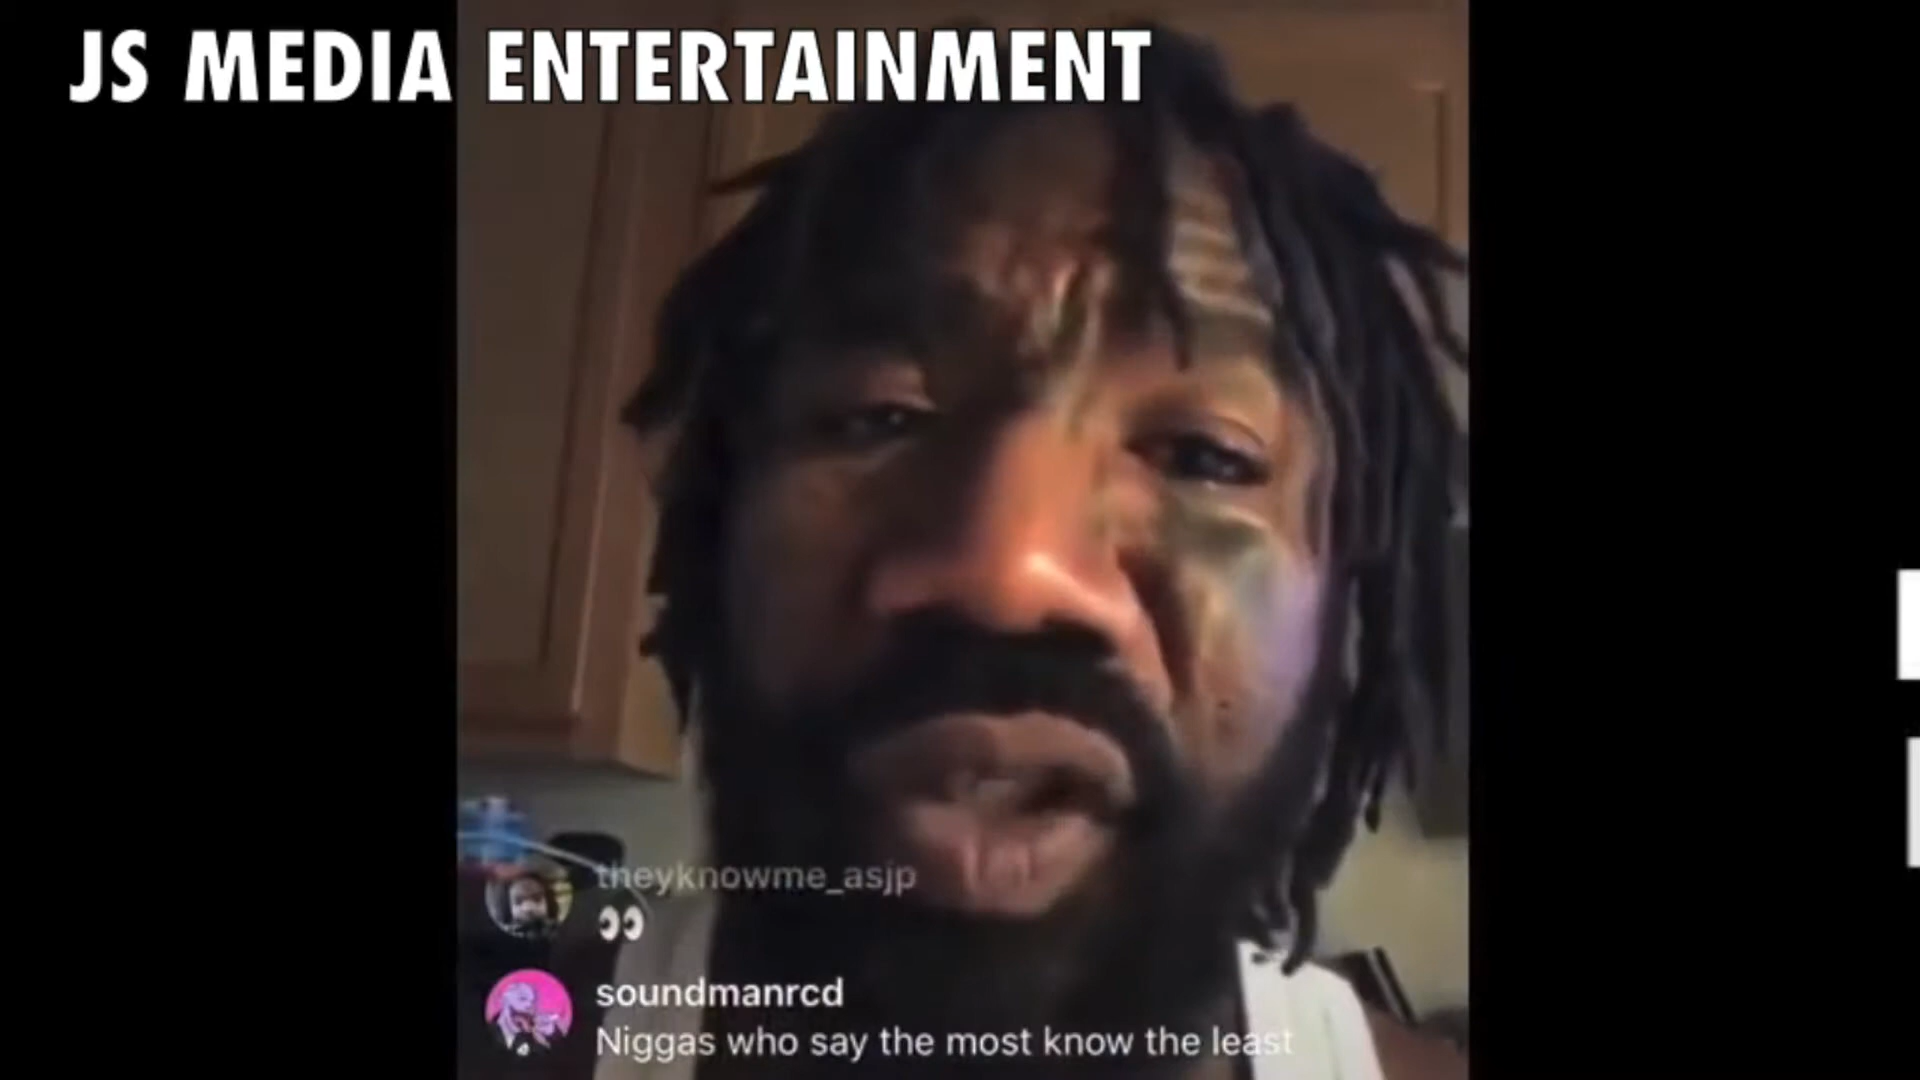 JS MEDIA ENTERTAINMENT
theyknowme_asjp
👀
soundmanrcd
Niggas who say the most know the least